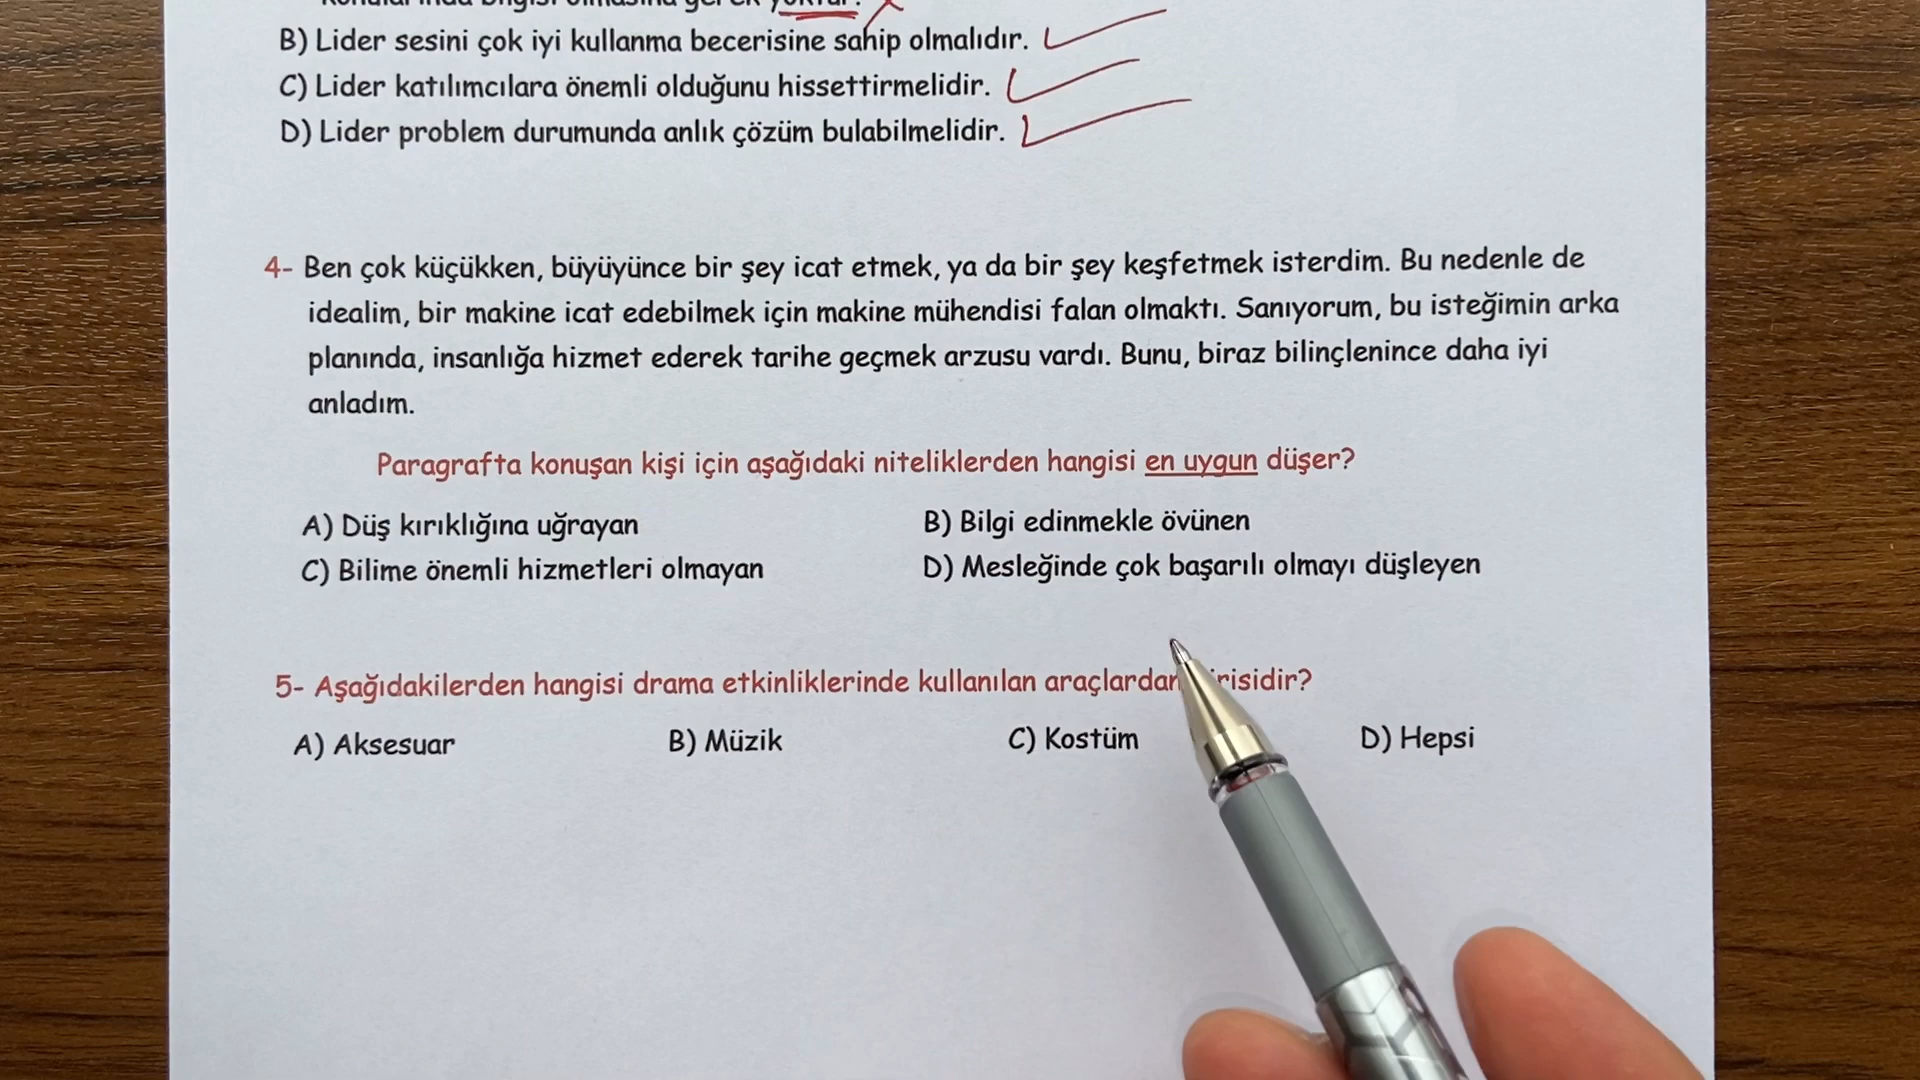 B) Lider sesini çok iyi kullanma becerisine sahip olmalıdır.
C) Lider katılımcılara önemli olduğunu hissettirmelidir.
D) Lider problem durumunda anlık çözüm bulabilmelidir.
4- Ben çok küçükken, büyüyünce bir şey icat etmek, ya da bir şey keşfetmek isterdim. Bu nedenle de
idealim, bir makine icat edebilmek için makine mühendisi falan olmaktı. Sanıyorum, bu isteğimin arka
planında, insanlığa hizmet ederek tarihe geçmek arzusu vardı. Bunu, biraz bilinçlenince daha iyi
anladım.
Paragrafta konuşan kişi için aşağıdaki niteliklerden hangisi en uygun düşer?
A) Düş kırıklığına uğrayan B) Bilgi edinmekle övünen
C) Bilime önemli hizmetleri olmayan D) Mesleğinde çok başarılı olmayı düşleyen
5- Aşağıdakilerden hangisi drama etkinliklerinde kullanılan araçlardan
A) Aksesuar B) Müzik C) Kostüm D) Hepsi